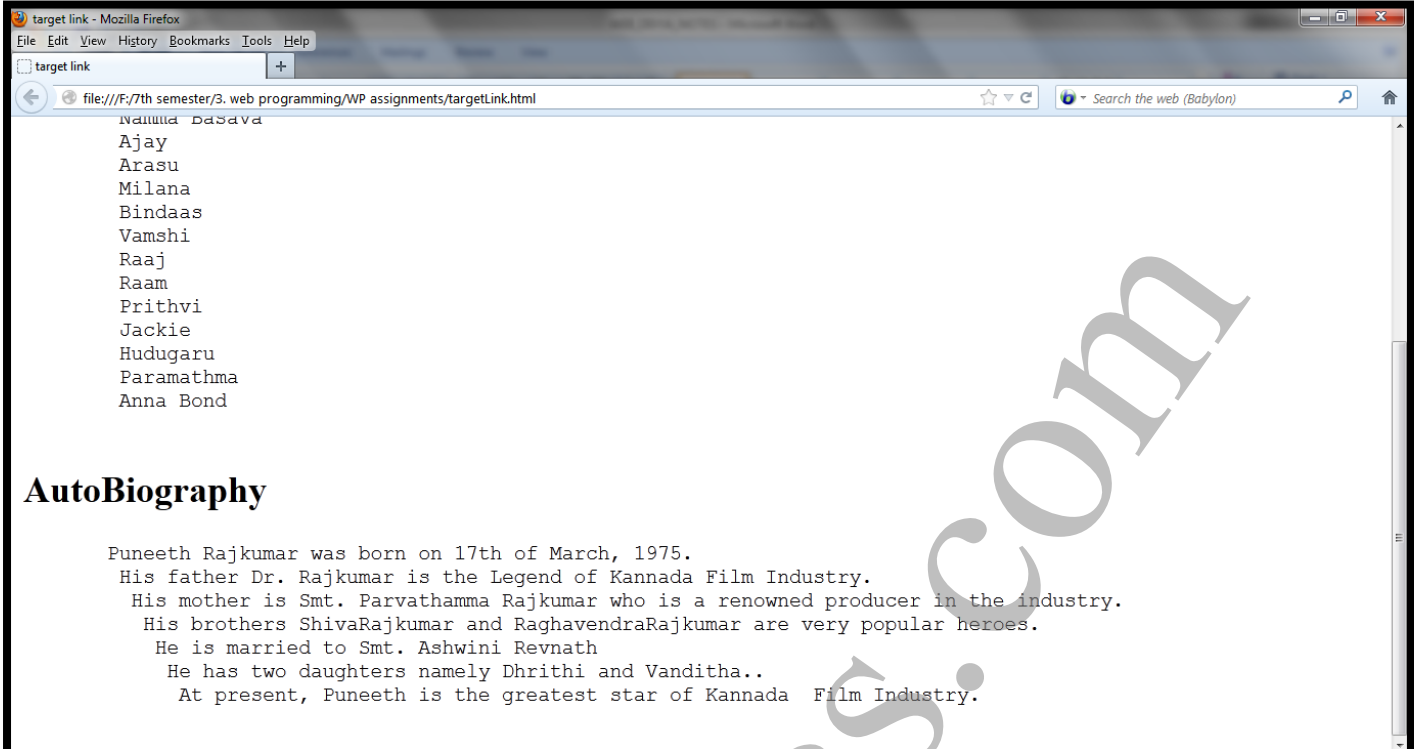 target link - Mozilla Firefox
File Edit View History Bookmarks Tools Help
target link +
file:///F:/7th semester/3. web programming/WP assignments/targetLink.html
Search the web (Babylon)
Namma Basava
Ajay
Arasu
Milana
Bindaas
Vamshi
Raaj
Raam
Prithvi
Jackie
Hudugaru
Paramathma
Anna Bond
AutoBiography
Puneeth Rajkumar was born on 17th of March, 1975.
His father Dr. Rajkumar is the Legend of Kannada Film Industry.
His mother is Smt. Parvathamma Rajkumar who is a renowned producer in the industry.
His brothers ShivaRajkumar and RaghavendraRajkumar are very popular heroes.
He is married to Smt. Ashwini Revnath
He has two daughters namely Dhrithi and Vanditha..
At present, Puneeth is the greatest star of Kannada  Film Industry.
s.com